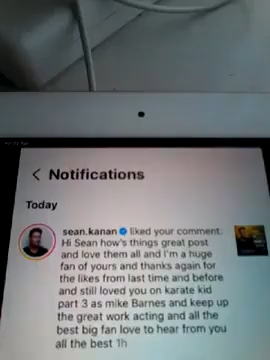 Notifications
Today
sean.kanan liked your comment:
Hi Sean how's things great post
and love them all and I'm a huge
fan of yours and thanks again for
the likes from last time and before
and still loved you on karate kid
part 3 as mike Barnes and keep up
the great work acting and all the
best big fan love to hear from you
all the best 1h